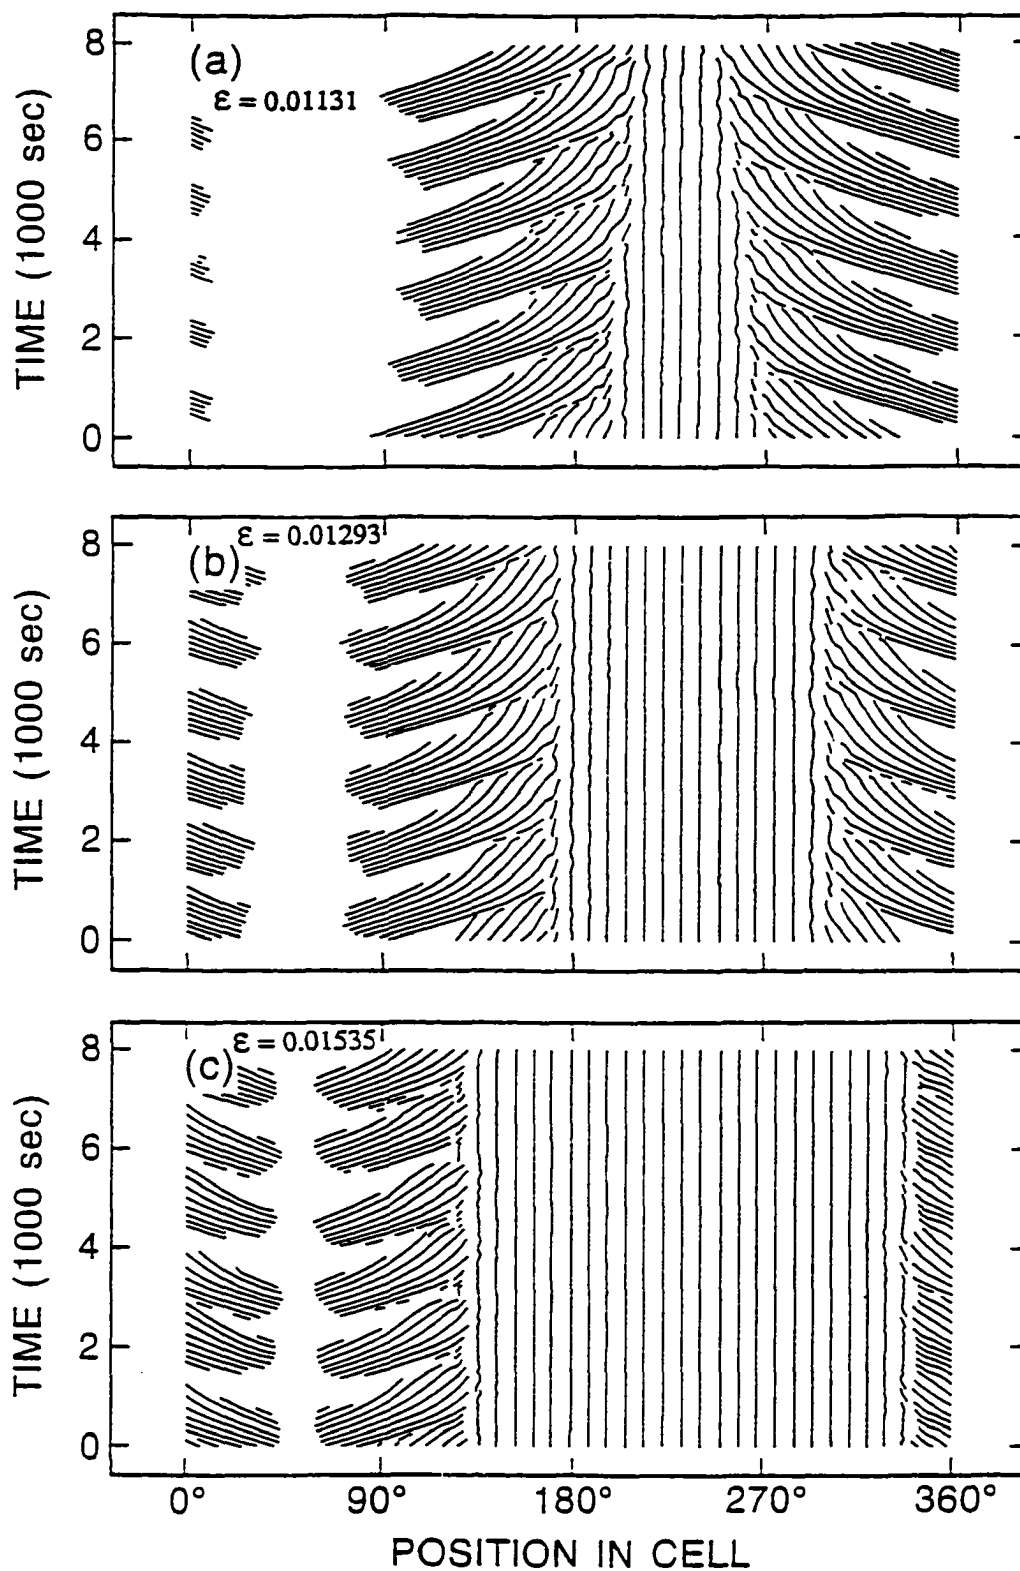 (a)
ε = 0.01131
8
6
4
2
0
TIME (1000 sec)
(b)
ε = 0.01293
8
6
4
2
0
TIME (1000 sec)
(c)
ε = 0.01535
8
6
4
2
0
TIME (1000 sec)
0° 90° 180° 270° 360°
POSITION IN CELL